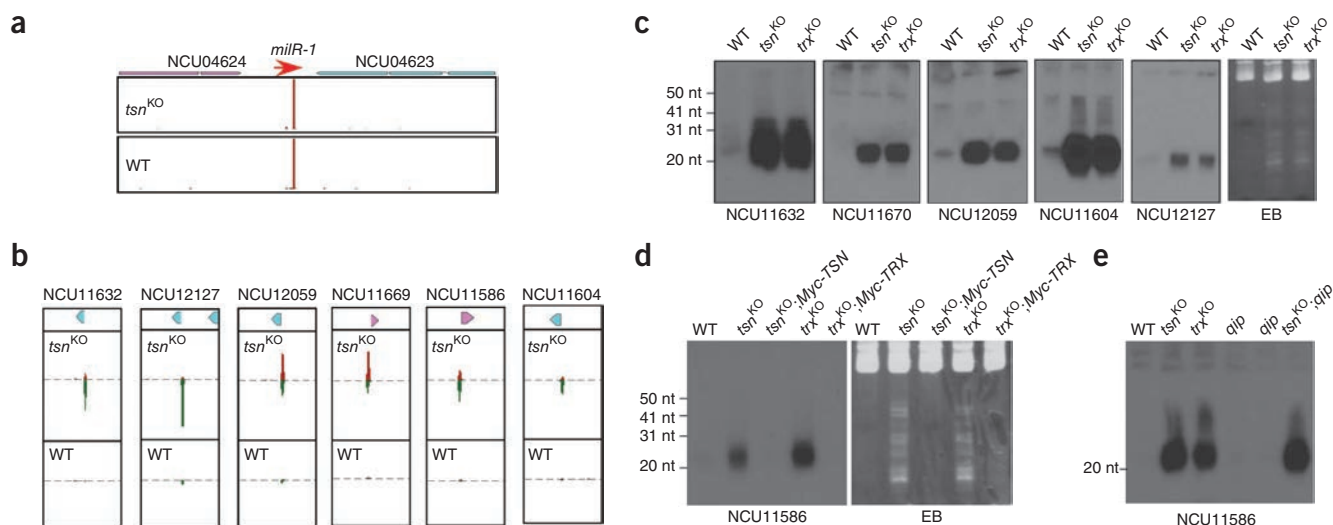 a
milR-1
NCU04624 NCU04623
tsnKO
WT
b
NCU11632 NCU12127 NCU12059 NCU11669 NCU11586 NCU11604
tsnKO tsnKO tsnKO tsnKO tsnKO tsnKO
WT WT WT WT WT WT
c
WT tsnKO trxKO WT tsnKO trxKO WT tsnKO trxKO WT tsnKO trxKO WT tsnKO trxKO WT tsnKO trxKO
50 nt
41 nt
31 nt
20 nt
NCU11632 NCU11670 NCU12059 NCU11604 NCU12127 EB
d
WT tsnKO tsnKO;Myc-TSN trxKO trxKO;Myc-TRX WT tsnKO tsnKO;Myc-TSN trxKO trxKO;Myc-TRX
50 nt
41 nt
31 nt
20 nt
NCU11586 EB
e
WT tsnKO trxKO qip qip tsnKO;qip
20 nt
NCU11586